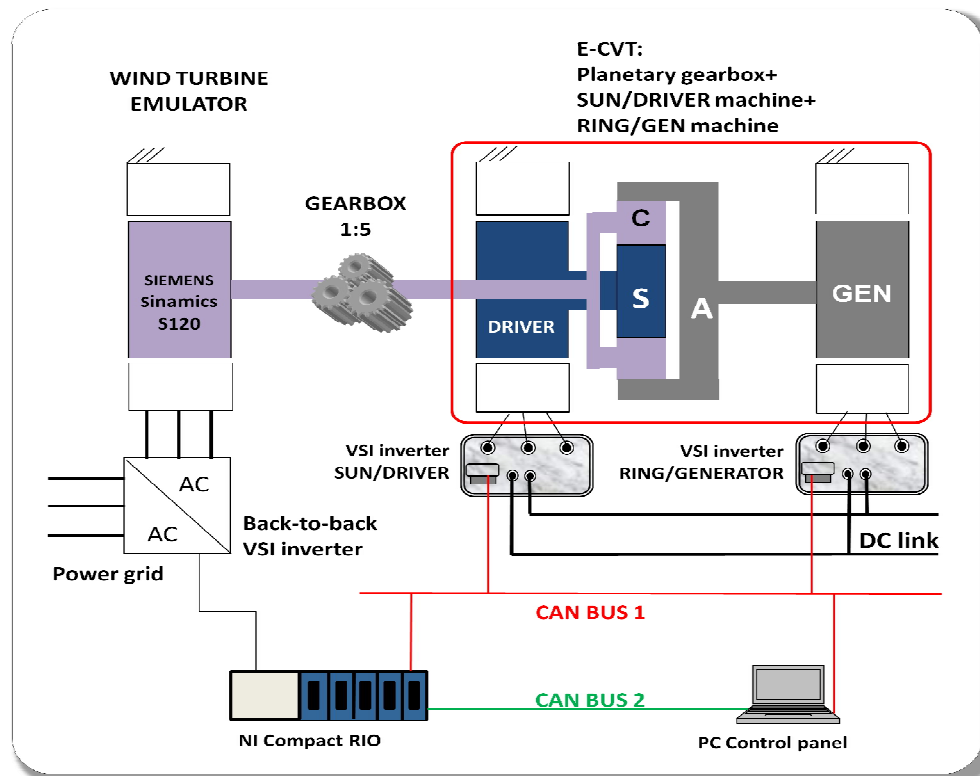 E-CVT:
Planetary gearbox+
SUN/DRIVER machine+
RING/GEN machine
WIND TURBINE
EMULATOR
GEARBOX
1:5
SIEMENS
Sinamics
S120
DRIVER
C
S
A
GEN
VSI inverter
SUN/DRIVER
VSI inverter
RING/GENERATOR
AC
AC
Back-to-back
VSI inverter
Power grid
DC link
CAN BUS 1
CAN BUS 2
NI Compact RIO
PC Control panel